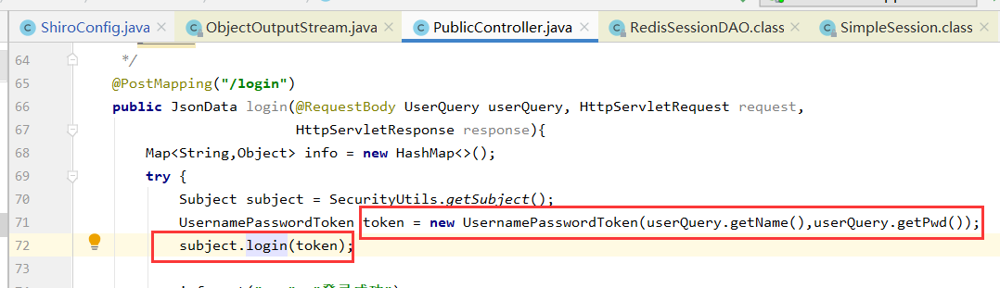 ShiroConfig.java × ObjectOutputStream.java × PublicController.java × RedisSessionDAO.class × SimpleSession.class ×
64 */
65 @PostMapping("/login")
66 public JsonData login(@RequestBody UserQuery userQuery, HttpServletRequest request,
67 HttpServletResponse response){
68 Map<String,Object> info = new HashMap<>();
69 try {
70 Subject subject = SecurityUtils.getSubject();
71 UsernamePasswordToken token = new UsernamePasswordToken(userQuery.getName(),userQuery.getPwd());
72 subject.login(token);
73